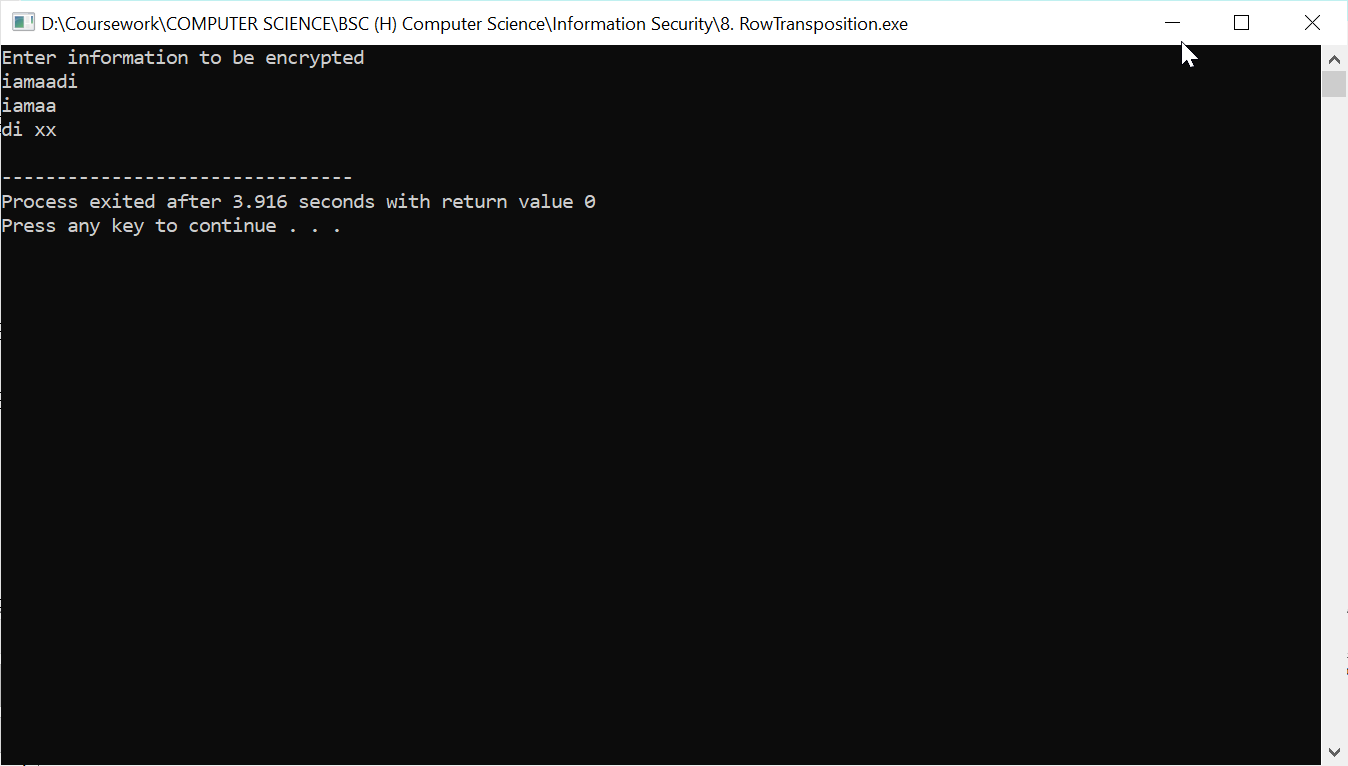 D:\Coursework\COMPUTER SCIENCE\BSC (H) Computer Science\Information Security\8. RowTransposition.exe
Enter information to be encrypted
iamaadi
iamaa
di xx
--------------------------------
Process exited after 3.916 seconds with return value 0
Press any key to continue . . .